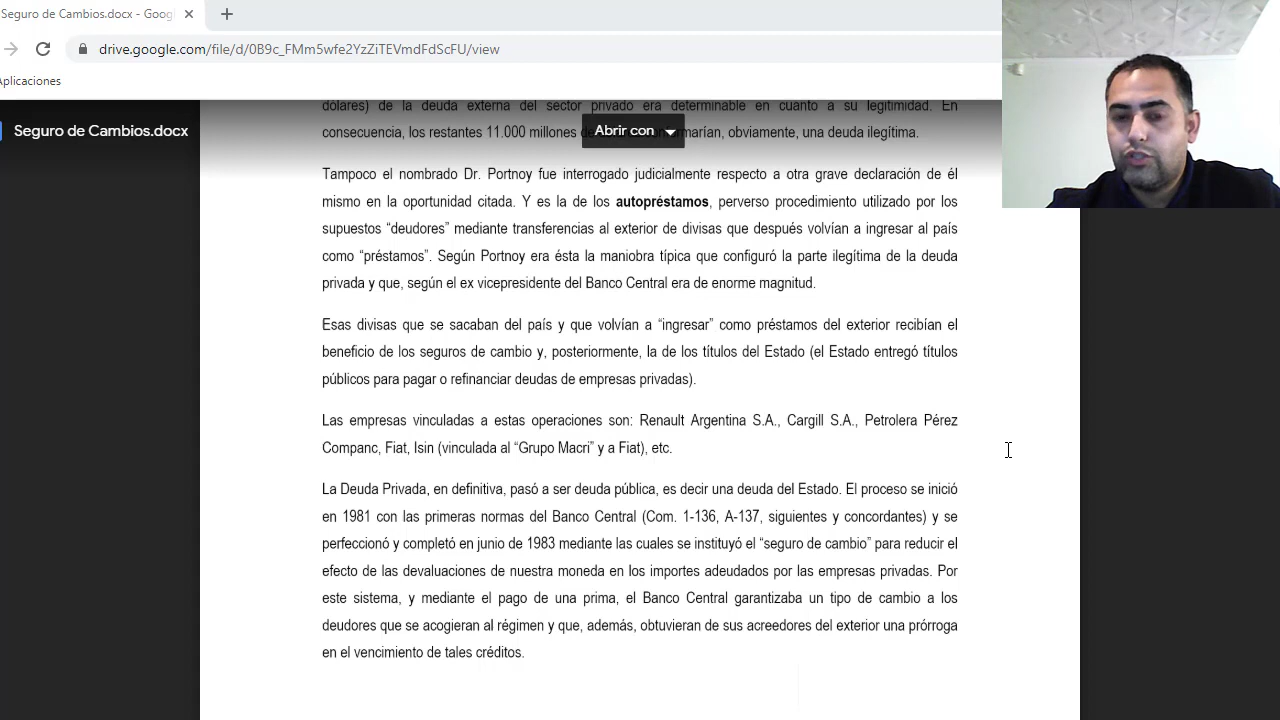 Seguro de Cambios.docx - Goog
drive.google.com/file/d/0B9c_FMm5wfe2YzZiTEVmdFdScFU/view
Aplicaciones
Seguro de Cambios.docx
Abrir con
dólares) de la deuda externa del sector privado era determinable en cuanto a su legitimidad. En
consecuencia, los restantes 11.000 millones de conformarían, obviamente, una deuda ilegítima.
Tampoco el nombrado Dr. Portnoy fue interrogado judicialmente respecto a otra grave declaración de él
mismo en la oportunidad citada. Y es la de los autopréstamos, perverso procedimiento utilizado por los
supuestos “deudores” mediante transferencias al exterior de divisas que después volvían a ingresar al país
como “préstamos”. Según Portnoy era ésta la maniobra típica que configuró la parte ilegítima de la deuda
privada y que, según el ex vicepresidente del Banco Central era de enorme magnitud.
Esas divisas que se sacaban del país y que volvían a “ingresar” como préstamos del exterior recibían el
beneficio de los seguros de cambio y, posteriormente, la de los títulos del Estado (el Estado entregó títulos
públicos para pagar o refinanciar deudas de empresas privadas).
Las empresas vinculadas a estas operaciones son: Renault Argentina S.A., Cargill S.A., Petrolera Pérez
Companc, Fiat, Isin (vinculada al “Grupo Macri” y a Fiat), etc.
La Deuda Privada, en definitiva, pasó a ser deuda pública, es decir una deuda del Estado. El proceso se inició
en 1981 con las primeras normas del Banco Central (Com. 1-136, A-137, siguientes y concordantes) y se
perfeccionó y completó en junio de 1983 mediante las cuales se instituyó el “seguro de cambio” para reducir el
efecto de las devaluaciones de nuestra moneda en los importes adeudados por las empresas privadas. Por
este sistema, y mediante el pago de una prima, el Banco Central garantizaba un tipo de cambio a los
deudores que se acogieran al régimen y que, además, obtuvieran de sus acreedores del exterior una prórroga
en el vencimiento de tales créditos.